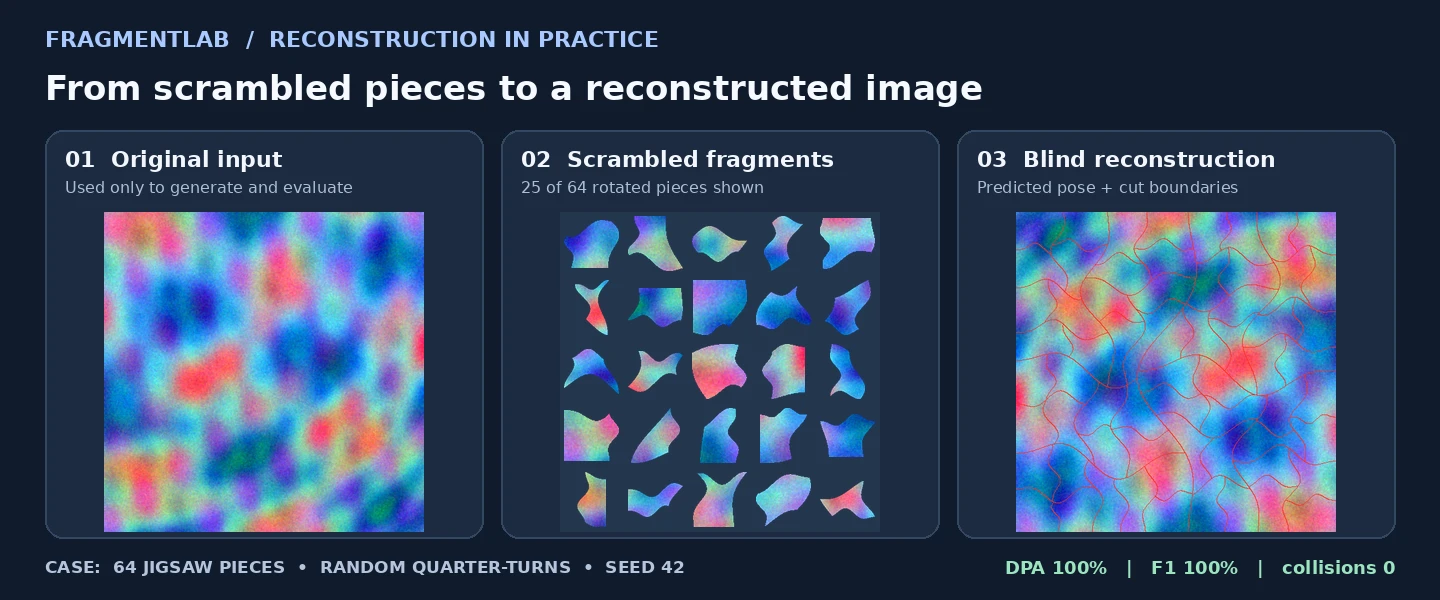 FRAGMENTLAB / RECONSTRUCTION IN PRACTICE
From scrambled pieces to a reconstructed image
01 Original input
Used only to generate and evaluate
02 Scrambled fragments
25 of 64 rotated pieces shown
03 Blind reconstruction
Predicted pose + cut boundaries
CASE: 64 JIGSAW PIECES • RANDOM QUARTER-TURNS • SEED 42
DPA 100% | F1 100% | collisions 0